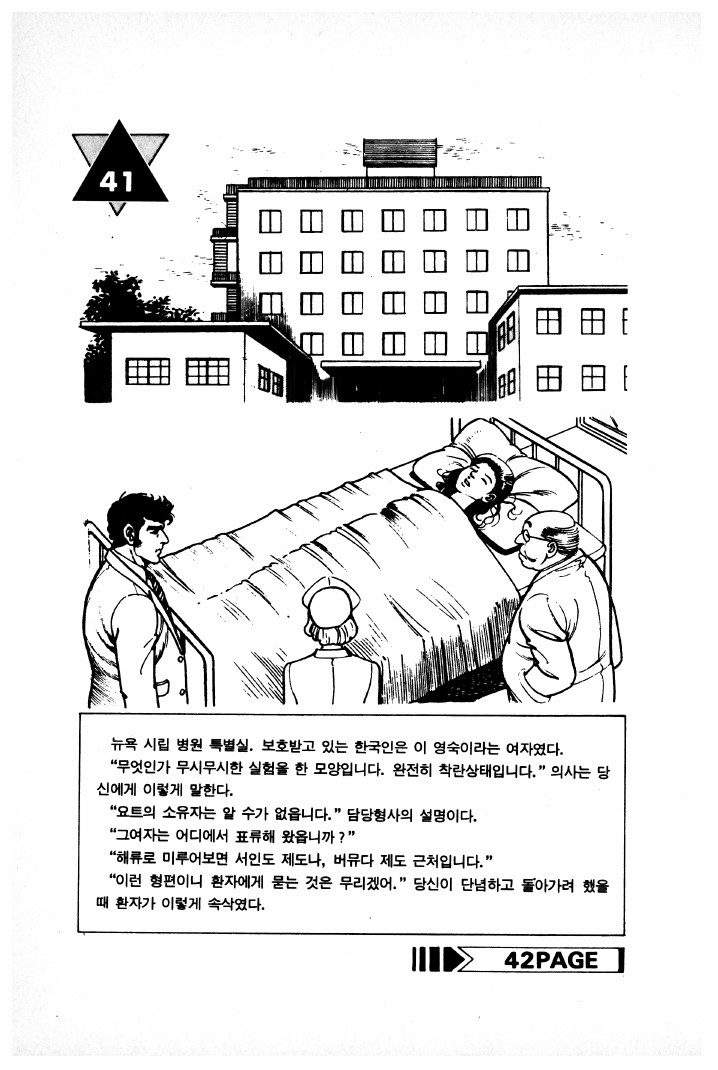 41
뉴욕 시립 병원 특별실. 보호받고 있는 한국인은 이 영숙이라는 여자였다.
“무엇인가 무시무시한 실험을 한 모양입니다. 완전히 착란상태입니다.” 의사는 당
신에게 이렇게 말한다.
“요트의 소유자는 알 수가 없읍니다.” 담당형사의 설명이다.
“그여자는 어디에서 표류해 왔읍니까?”
“해류로 미루어보면 서인도 제도나, 버뮤다 제도 근처입니다.”
“이런 형편이니 환자에게 묻는 것은 무리겠어.” 당신이 단념하고 돌아가려 했을
때 환자가 이렇게 속삭였다.
42PAGE